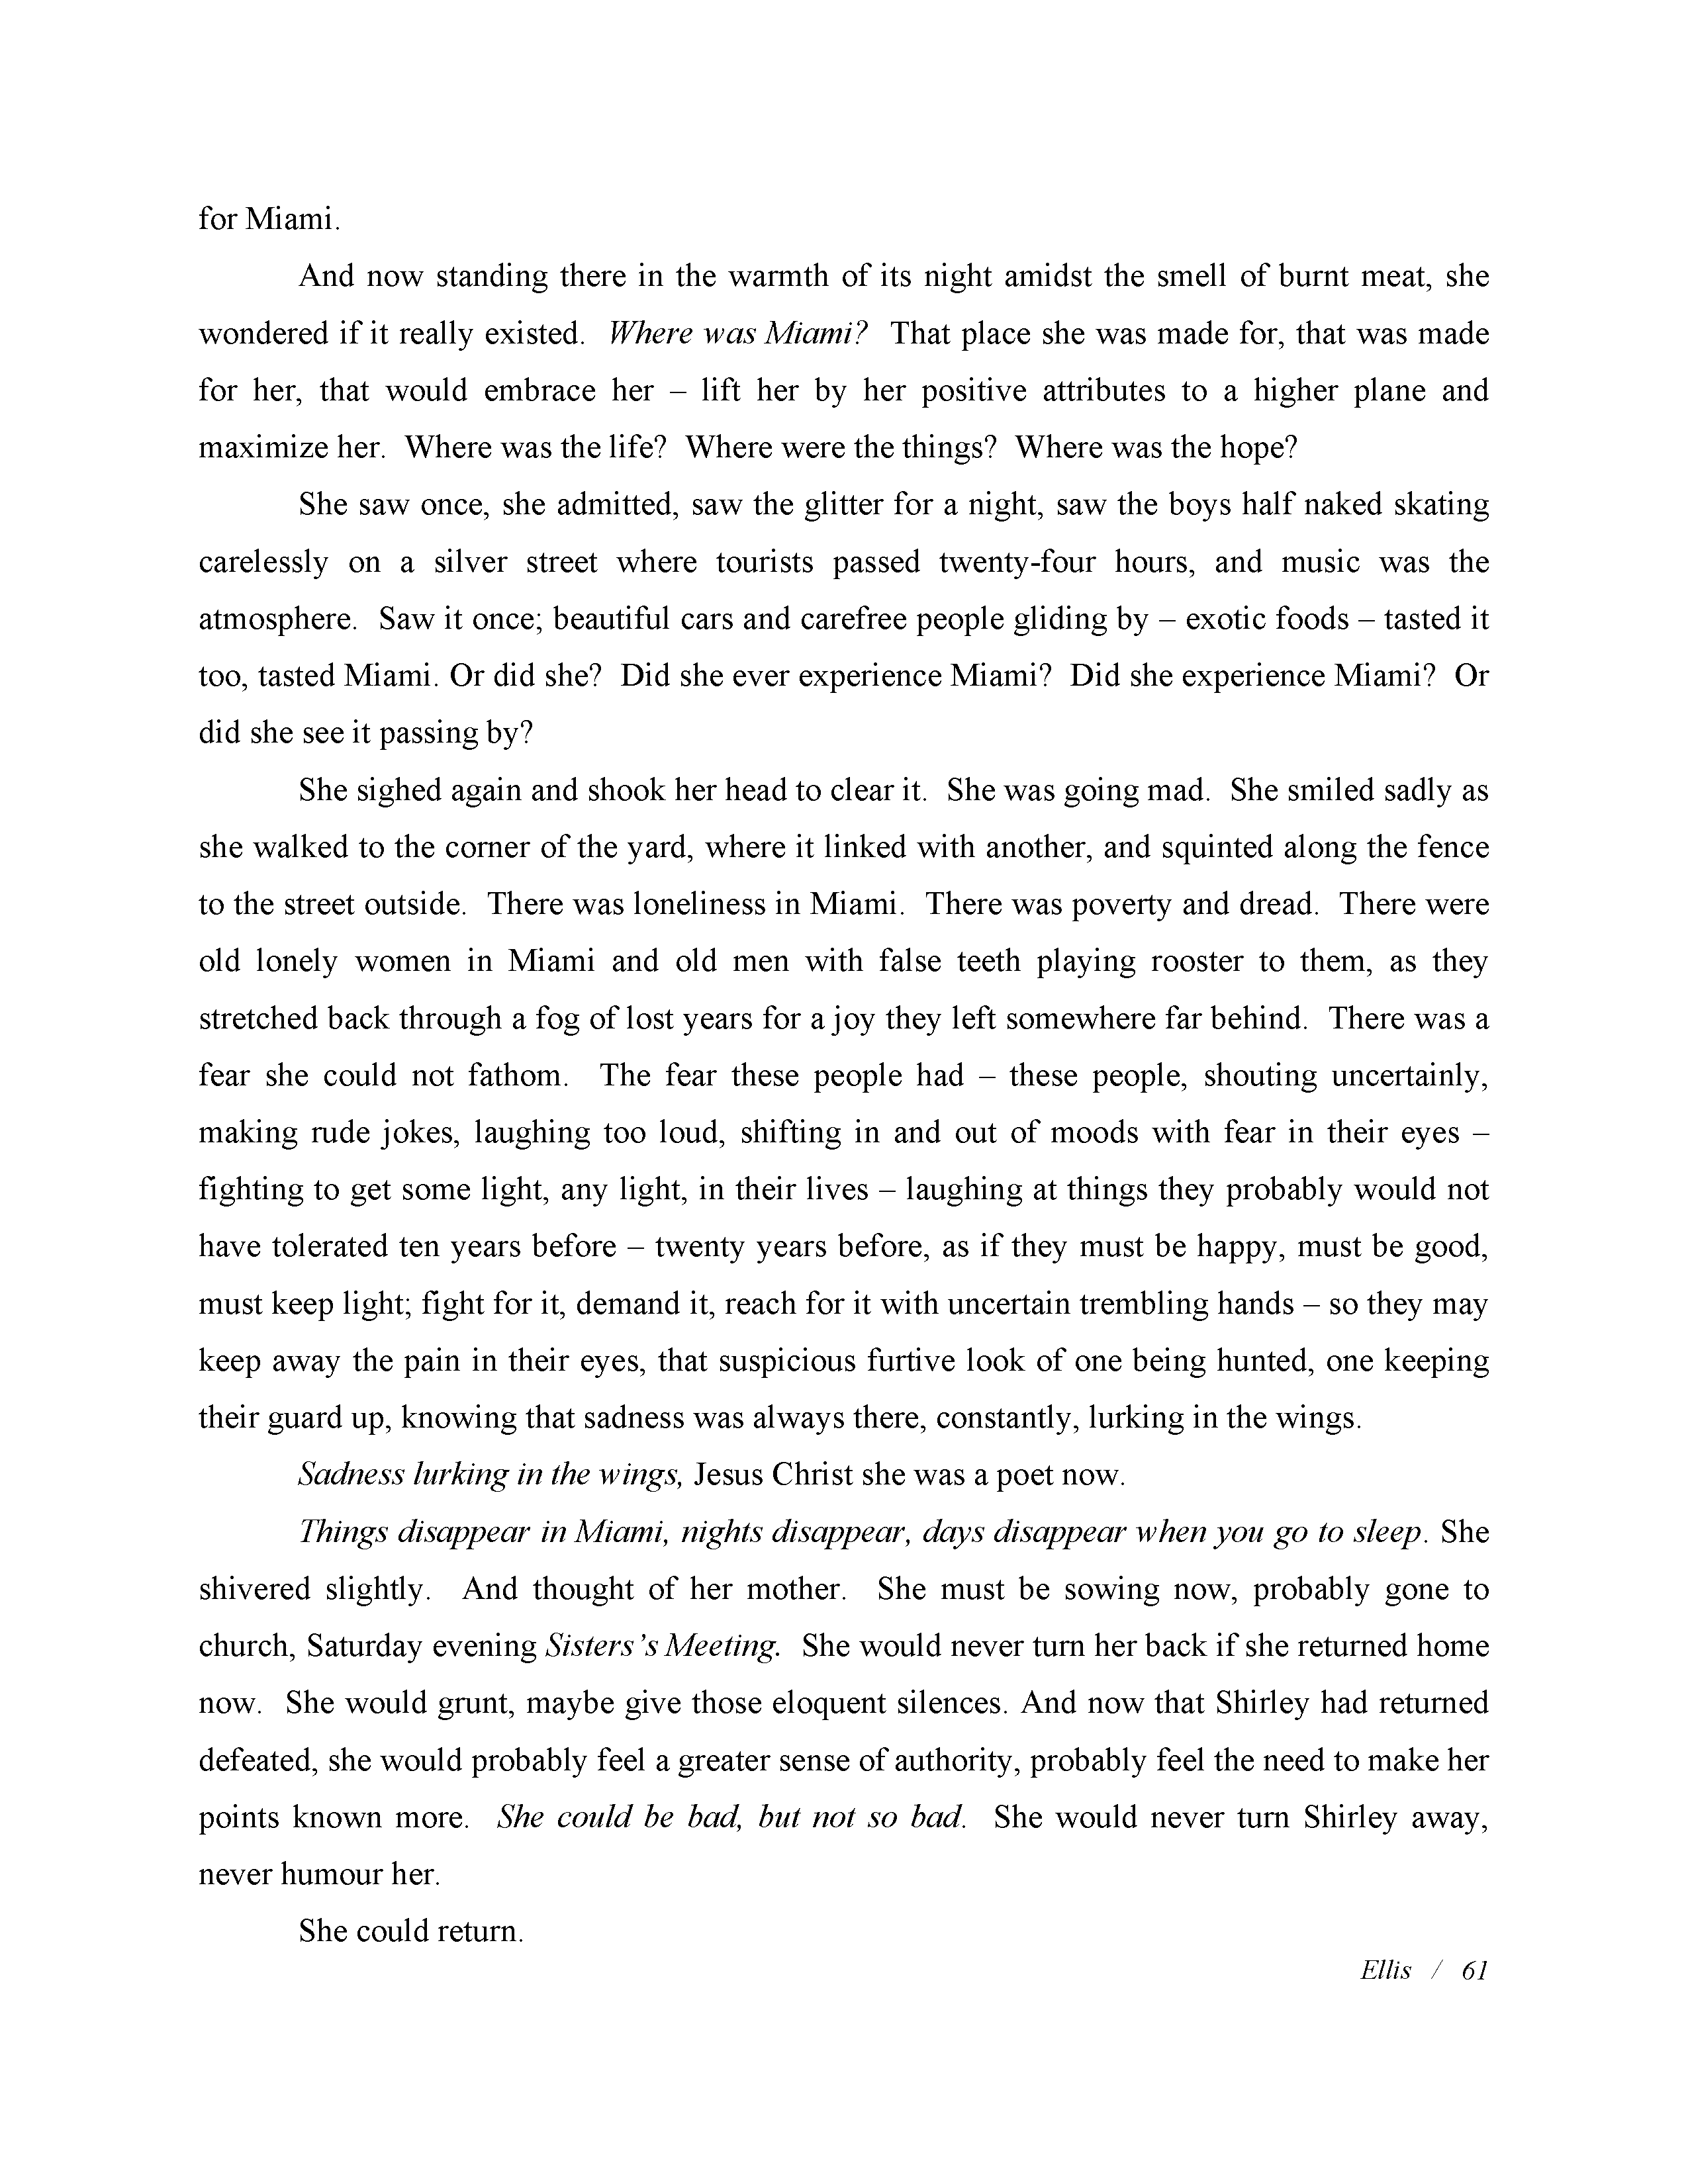 for Miami.
And now standing there in the warmth of its night amidst the smell of burnt meat, she
wondered if it really existed.  Where was Miami?  That place she was made for, that was made
for her, that would embrace her – lift her by her positive attributes to a higher plane and
maximize her.  Where was the life?  Where were the things?  Where was the hope?
She saw once, she admitted, saw the glitter for a night, saw the boys half naked skating
carelessly on a silver street where tourists passed twenty-four hours, and music was the
atmosphere.  Saw it once; beautiful cars and carefree people gliding by – exotic foods – tasted it
too, tasted Miami. Or did she?  Did she ever experience Miami?  Did she experience Miami?  Or
did she see it passing by?
She sighed again and shook her head to clear it.  She was going mad.  She smiled sadly as
she walked to the corner of the yard, where it linked with another, and squinted along the fence
to the street outside.  There was loneliness in Miami.  There was poverty and dread.  There were
old lonely women in Miami and old men with false teeth playing rooster to them, as they
stretched back through a fog of lost years for a joy they left somewhere far behind.  There was a
fear she could not fathom.  The fear these people had – these people, shouting uncertainly,
making rude jokes, laughing too loud, shifting in and out of moods with fear in their eyes –
fighting to get some light, any light, in their lives – laughing at things they probably would not
have tolerated ten years before – twenty years before, as if they must be happy, must be good,
must keep light; fight for it, demand it, reach for it with uncertain trembling hands – so they may
keep away the pain in their eyes, that suspicious furtive look of one being hunted, one keeping
their guard up, knowing that sadness was always there, constantly, lurking in the wings.
Sadness lurking in the wings, Jesus Christ she was a poet now.
Things disappear in Miami, nights disappear, days disappear when you go to sleep. She
shivered slightly.  And thought of her mother.  She must be sowing now, probably gone to
church, Saturday evening Sisters's Meeting.  She would never turn her back if she returned home
now.  She would grunt, maybe give those eloquent silences. And now that Shirley had returned
defeated, she would probably feel a greater sense of authority, probably feel the need to make her
points known more.  She could be bad, but not so bad.  She would never turn Shirley away,
never humour her.
She could return.
Ellis / 61